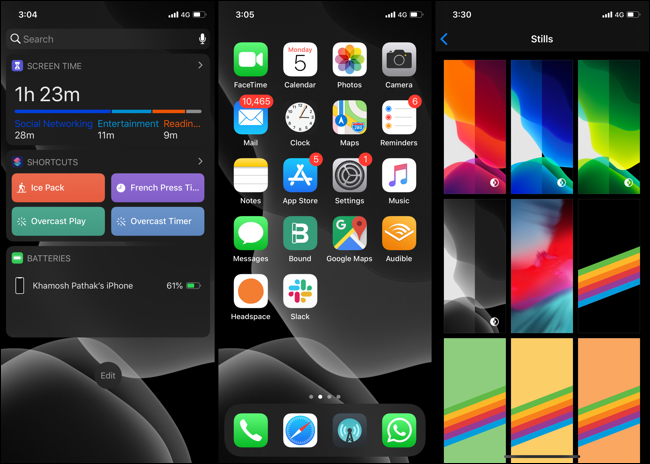 3:04
4G
Search
SCREEN TIME
1h 23m
Social Networking Entertainment Readin...
28m 11m 9m
SHORTCUTS
Ice Pack French Press Ti...
Overcast Play Overcast Timer
BATTERIES
Khamosh Pathak's iPhone 61%
Edit
3:05
4G
Monday
5
FaceTime Calendar Photos Camera
10,465 6
280
Mail Clock Maps Reminders
5 1
Notes App Store Settings Music
B
G
Messages Bound Google Maps Audible
Headspace Slack
3:30
4G
Stills